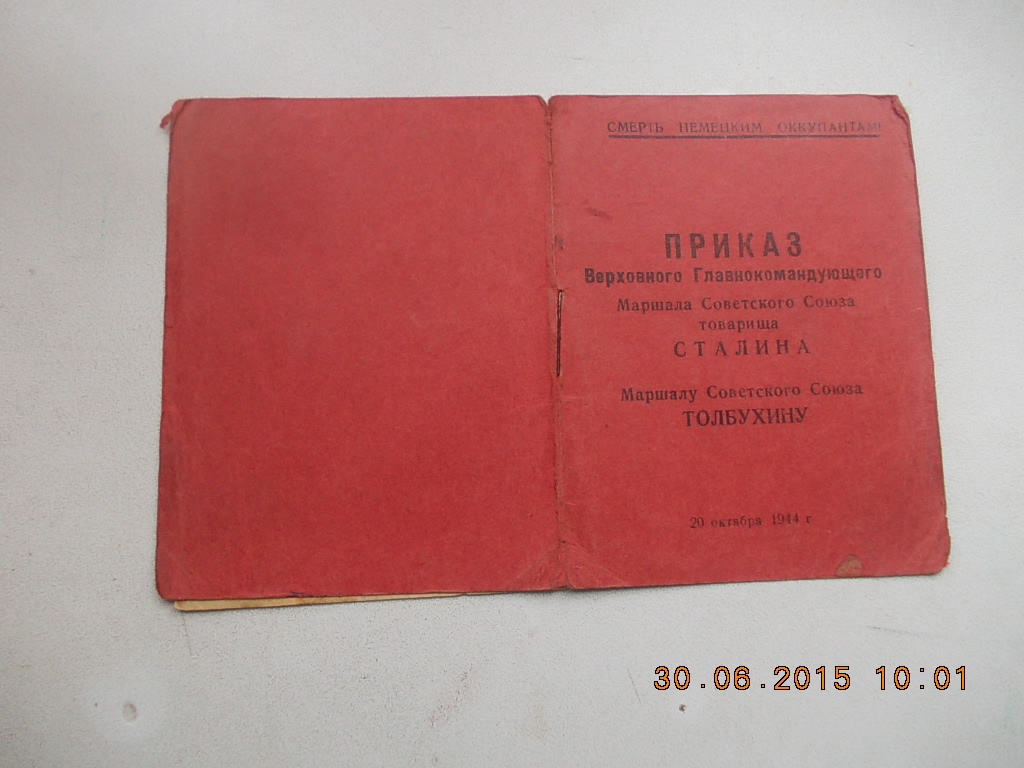 СМЕРТЬ НЕМЕЦКИМ ОККУПАНТАМ!
ПРИКАЗ
Верховного Главнокомандующего
Маршала Советского Союза
товарища
СТАЛИНА
Маршалу Советского Союза
ТОЛБУХИНУ
20 октября 1944 г
30.06.2015 10:01